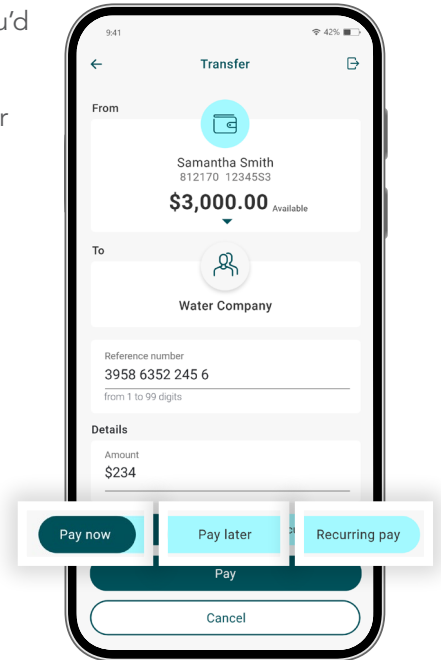 u'd
r
9:41
42%
Transfer
From
Samantha Smith
812170 12345S3
$3,000.00 Available
To
Water Company
Reference number
3958 6352 245 6
from 1 to 99 digits
Details
Amount
$234
Pay now
Pay later
Recurring pay
Pay
Cancel